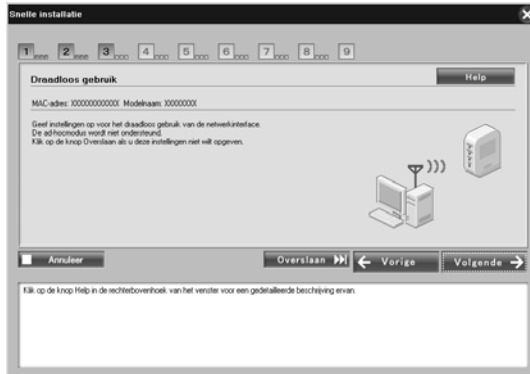 Snelle installatie
1 2 3 4 5 6 7 8 9
Draadloos gebruik
Help
MAC-adres: XXXXXXXXXXXX Modelnaam: XXXXXXXX
Geef instellingen op voor het draadloos gebruik van de netwerkinterface.
De ad-hocmodus wordt niet ondersteund.
Klik op de knop Overslaan als u deze instellingen niet wilt opgeven.
Annuleer
Overslaan
Vorige
Volgende
Klik op de knop Help in de rechterbovenhoek van het venster voor een gedetailleerde beschrijving ervan.